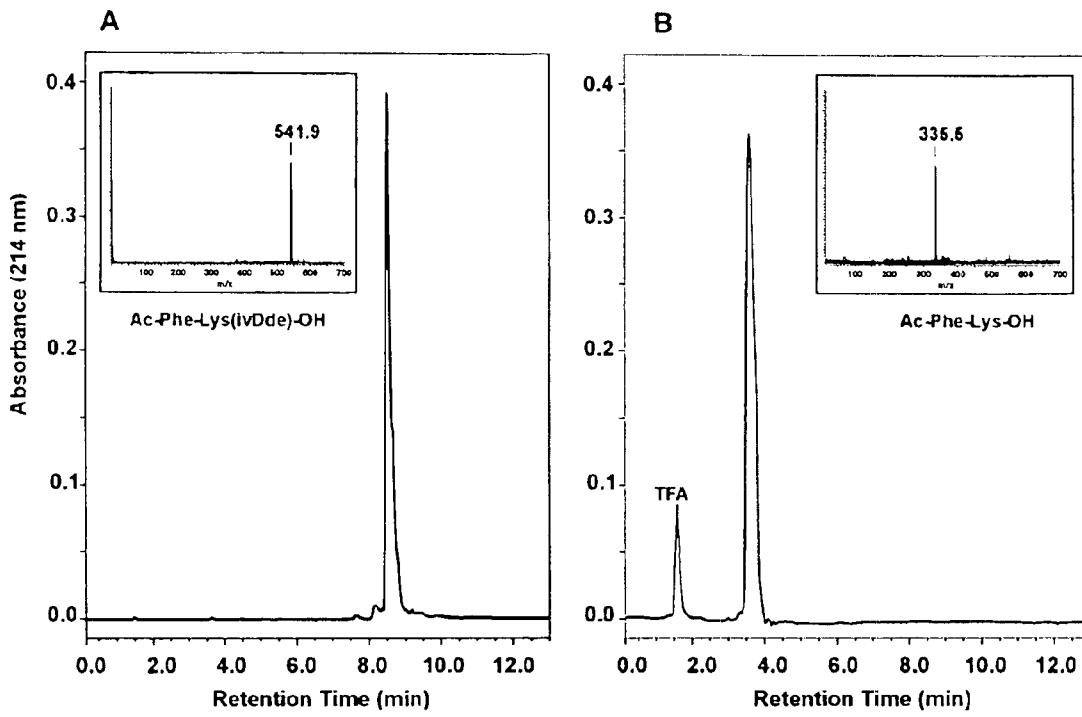 A
B
Absorbance (214 nm)
0.4
0.3
0.2
0.1
0.0
541.9
100 200 300 400 500 600 700
m/z
Ac-Phe-Lys(ivDde)-OH
0.0 2.0 4.0 6.0 8.0 10.0 12.0
Retention Time (min)
0.4
0.3
0.2
0.1
0.0
335.5
100 200 300 400 500 600 700
m/z
Ac-Phe-Lys-OH
TFA
0.0 2.0 4.0 6.0 8.0 10.0 12.0
Retention Time (min)